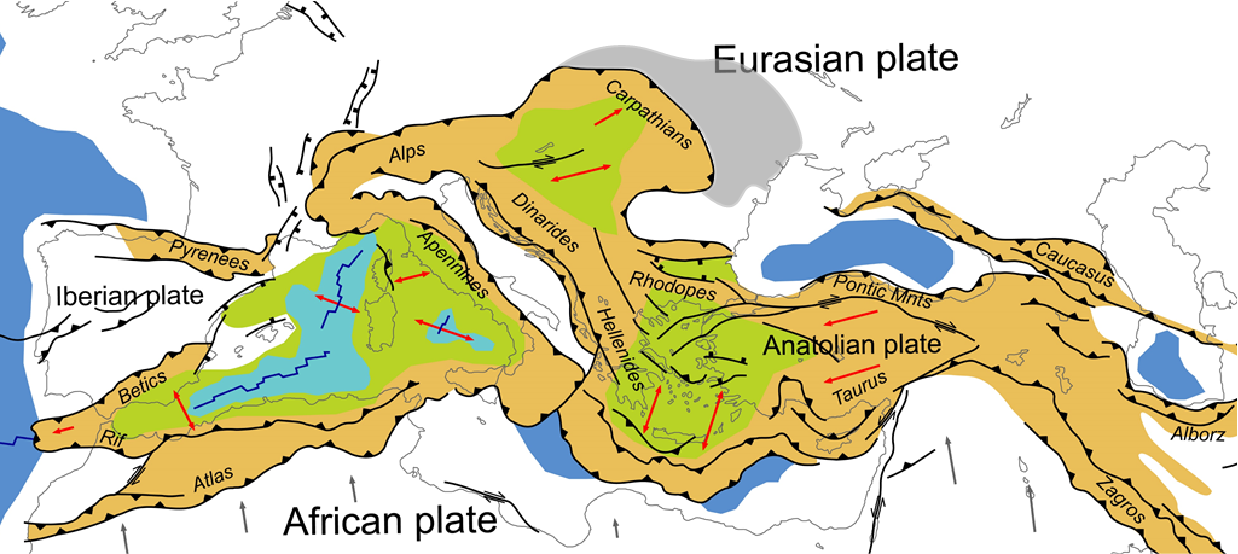 Eurasian plate
Carpathians
Alps
Dinarides
Pyrenees
Apennines
Caucasus
Rhodopes
Pontic Mnts
Iberian plate
Hellenides
Anatolian plate
Betics
Taurus
Rif
Alborz
Atlas
Zagros
African plate